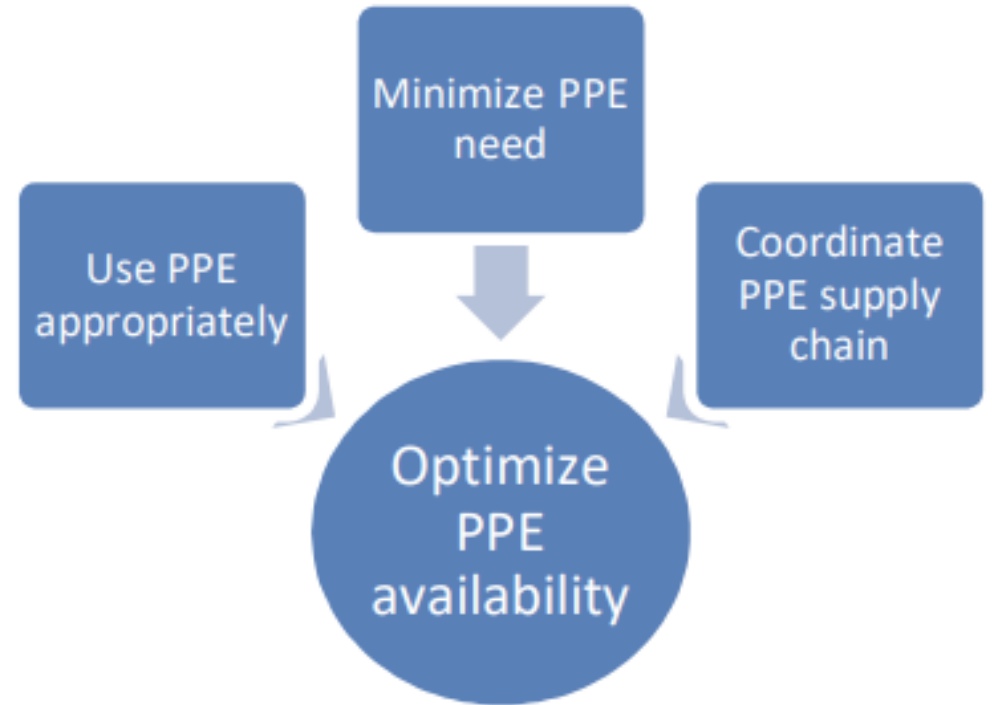 Minimize PPE
need
Use PPE
appropriately
Coordinate
PPE supply
chain
Optimize
PPE
availability